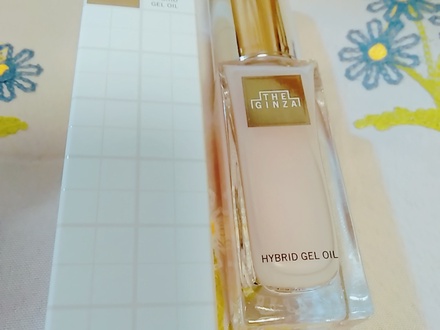 GEL OIL
THE
GINZA
HYBRID GEL OIL